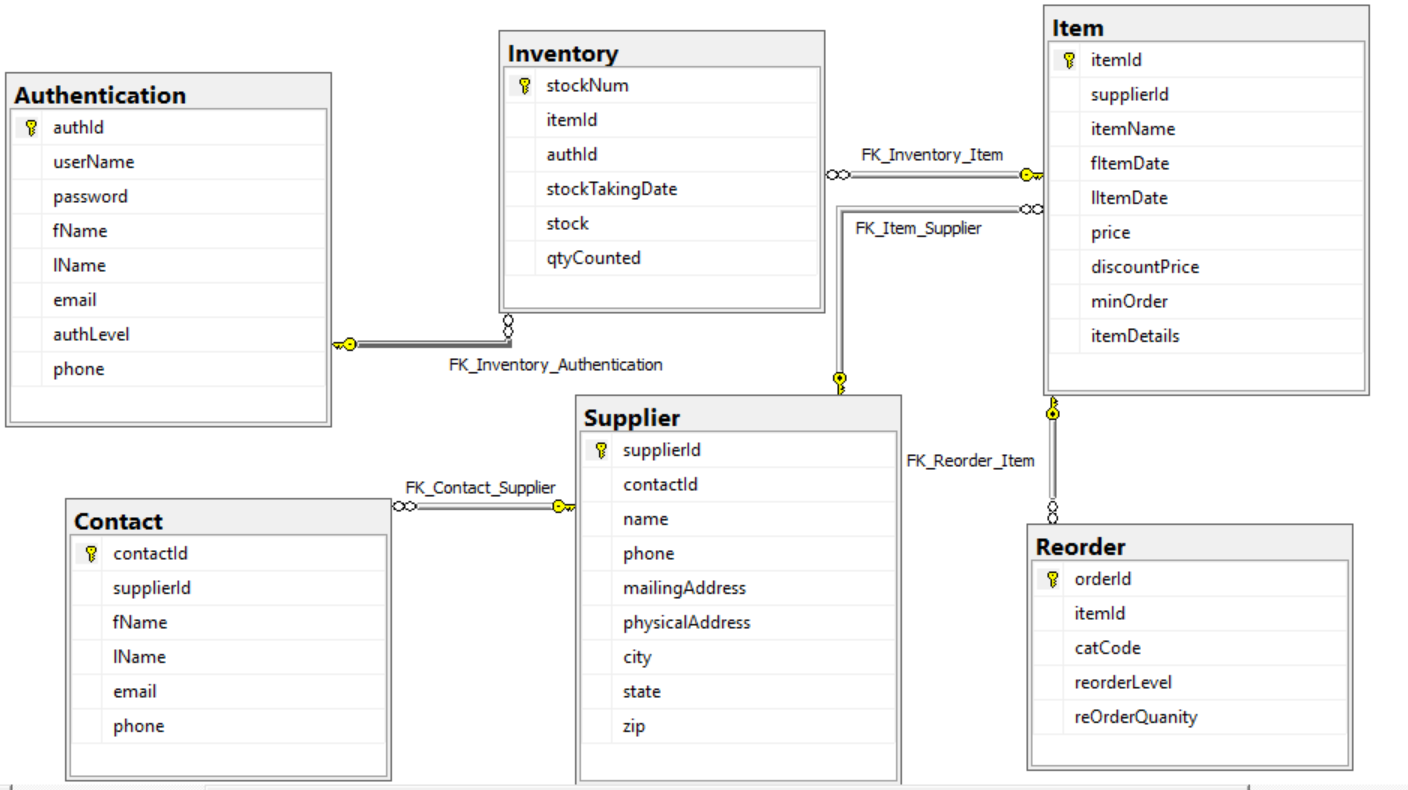 Authentication
authId
userName
password
fName
lName
email
authLevel
phone
Inventory
stockNum
itemId
authId
stockTakingDate
stock
qtyCounted
Item
itemId
supplierId
itemName
fItemDate
lItemDate
price
discountPrice
minOrder
itemDetails
FK_Inventory_Item
FK_Item_Supplier
FK_Inventory_Authentication
FK_Contact_Supplier
FK_Reorder_Item
Contact
contactId
supplierId
fName
lName
email
phone
Supplier
supplierId
contactId
name
phone
mailingAddress
physicalAddress
city
state
zip
Reorder
orderId
itemId
catCode
reorderLevel
reOrderQuanity